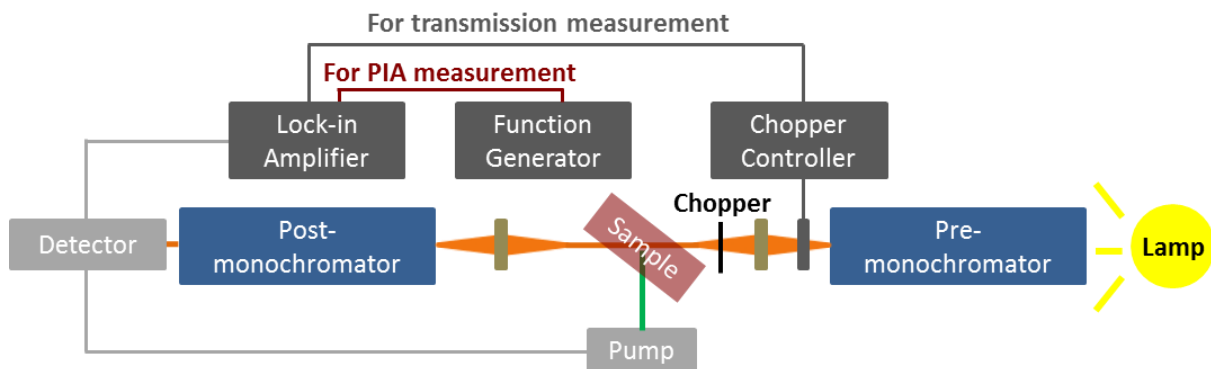 For transmission measurement
For PIA measurement
Lock-in
Amplifier
Function
Generator
Chopper
Controller
Chopper
Detector
Post-
monochromator
Sample
Pre-
monochromator
Lamp
Pump